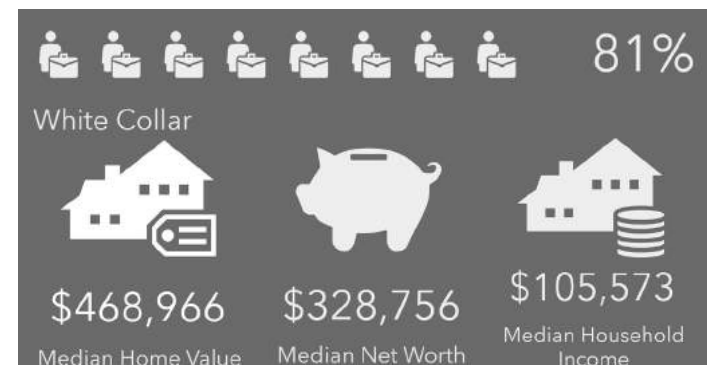 81%
White Collar
$468,966
$328,756
$105,573
Median Home Value
Median Net Worth
Median Household
Income